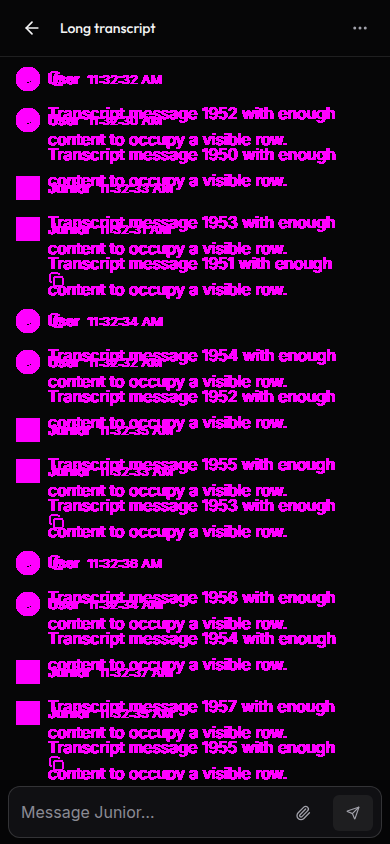 Long transcript
User 11:32:32 AM
Transcript message 1952 with enough
content to occupy a visible row.
Transcript message 1950 with enough
content to occupy a visible row.
Transcript message 1953 with enough
content to occupy a visible row.
Transcript message 1951 with enough
content to occupy a visible row.
User 11:32:34 AM
Transcript message 1954 with enough
content to occupy a visible row.
Transcript message 1952 with enough
content to occupy a visible row.
Transcript message 1955 with enough
content to occupy a visible row.
Transcript message 1953 with enough
content to occupy a visible row.
User 11:32:36 AM
Transcript message 1956 with enough
content to occupy a visible row.
Transcript message 1954 with enough
content to occupy a visible row.
Transcript message 1957 with enough
content to occupy a visible row.
Transcript message 1955 with enough
content to occupy a visible row.
Message Junior...